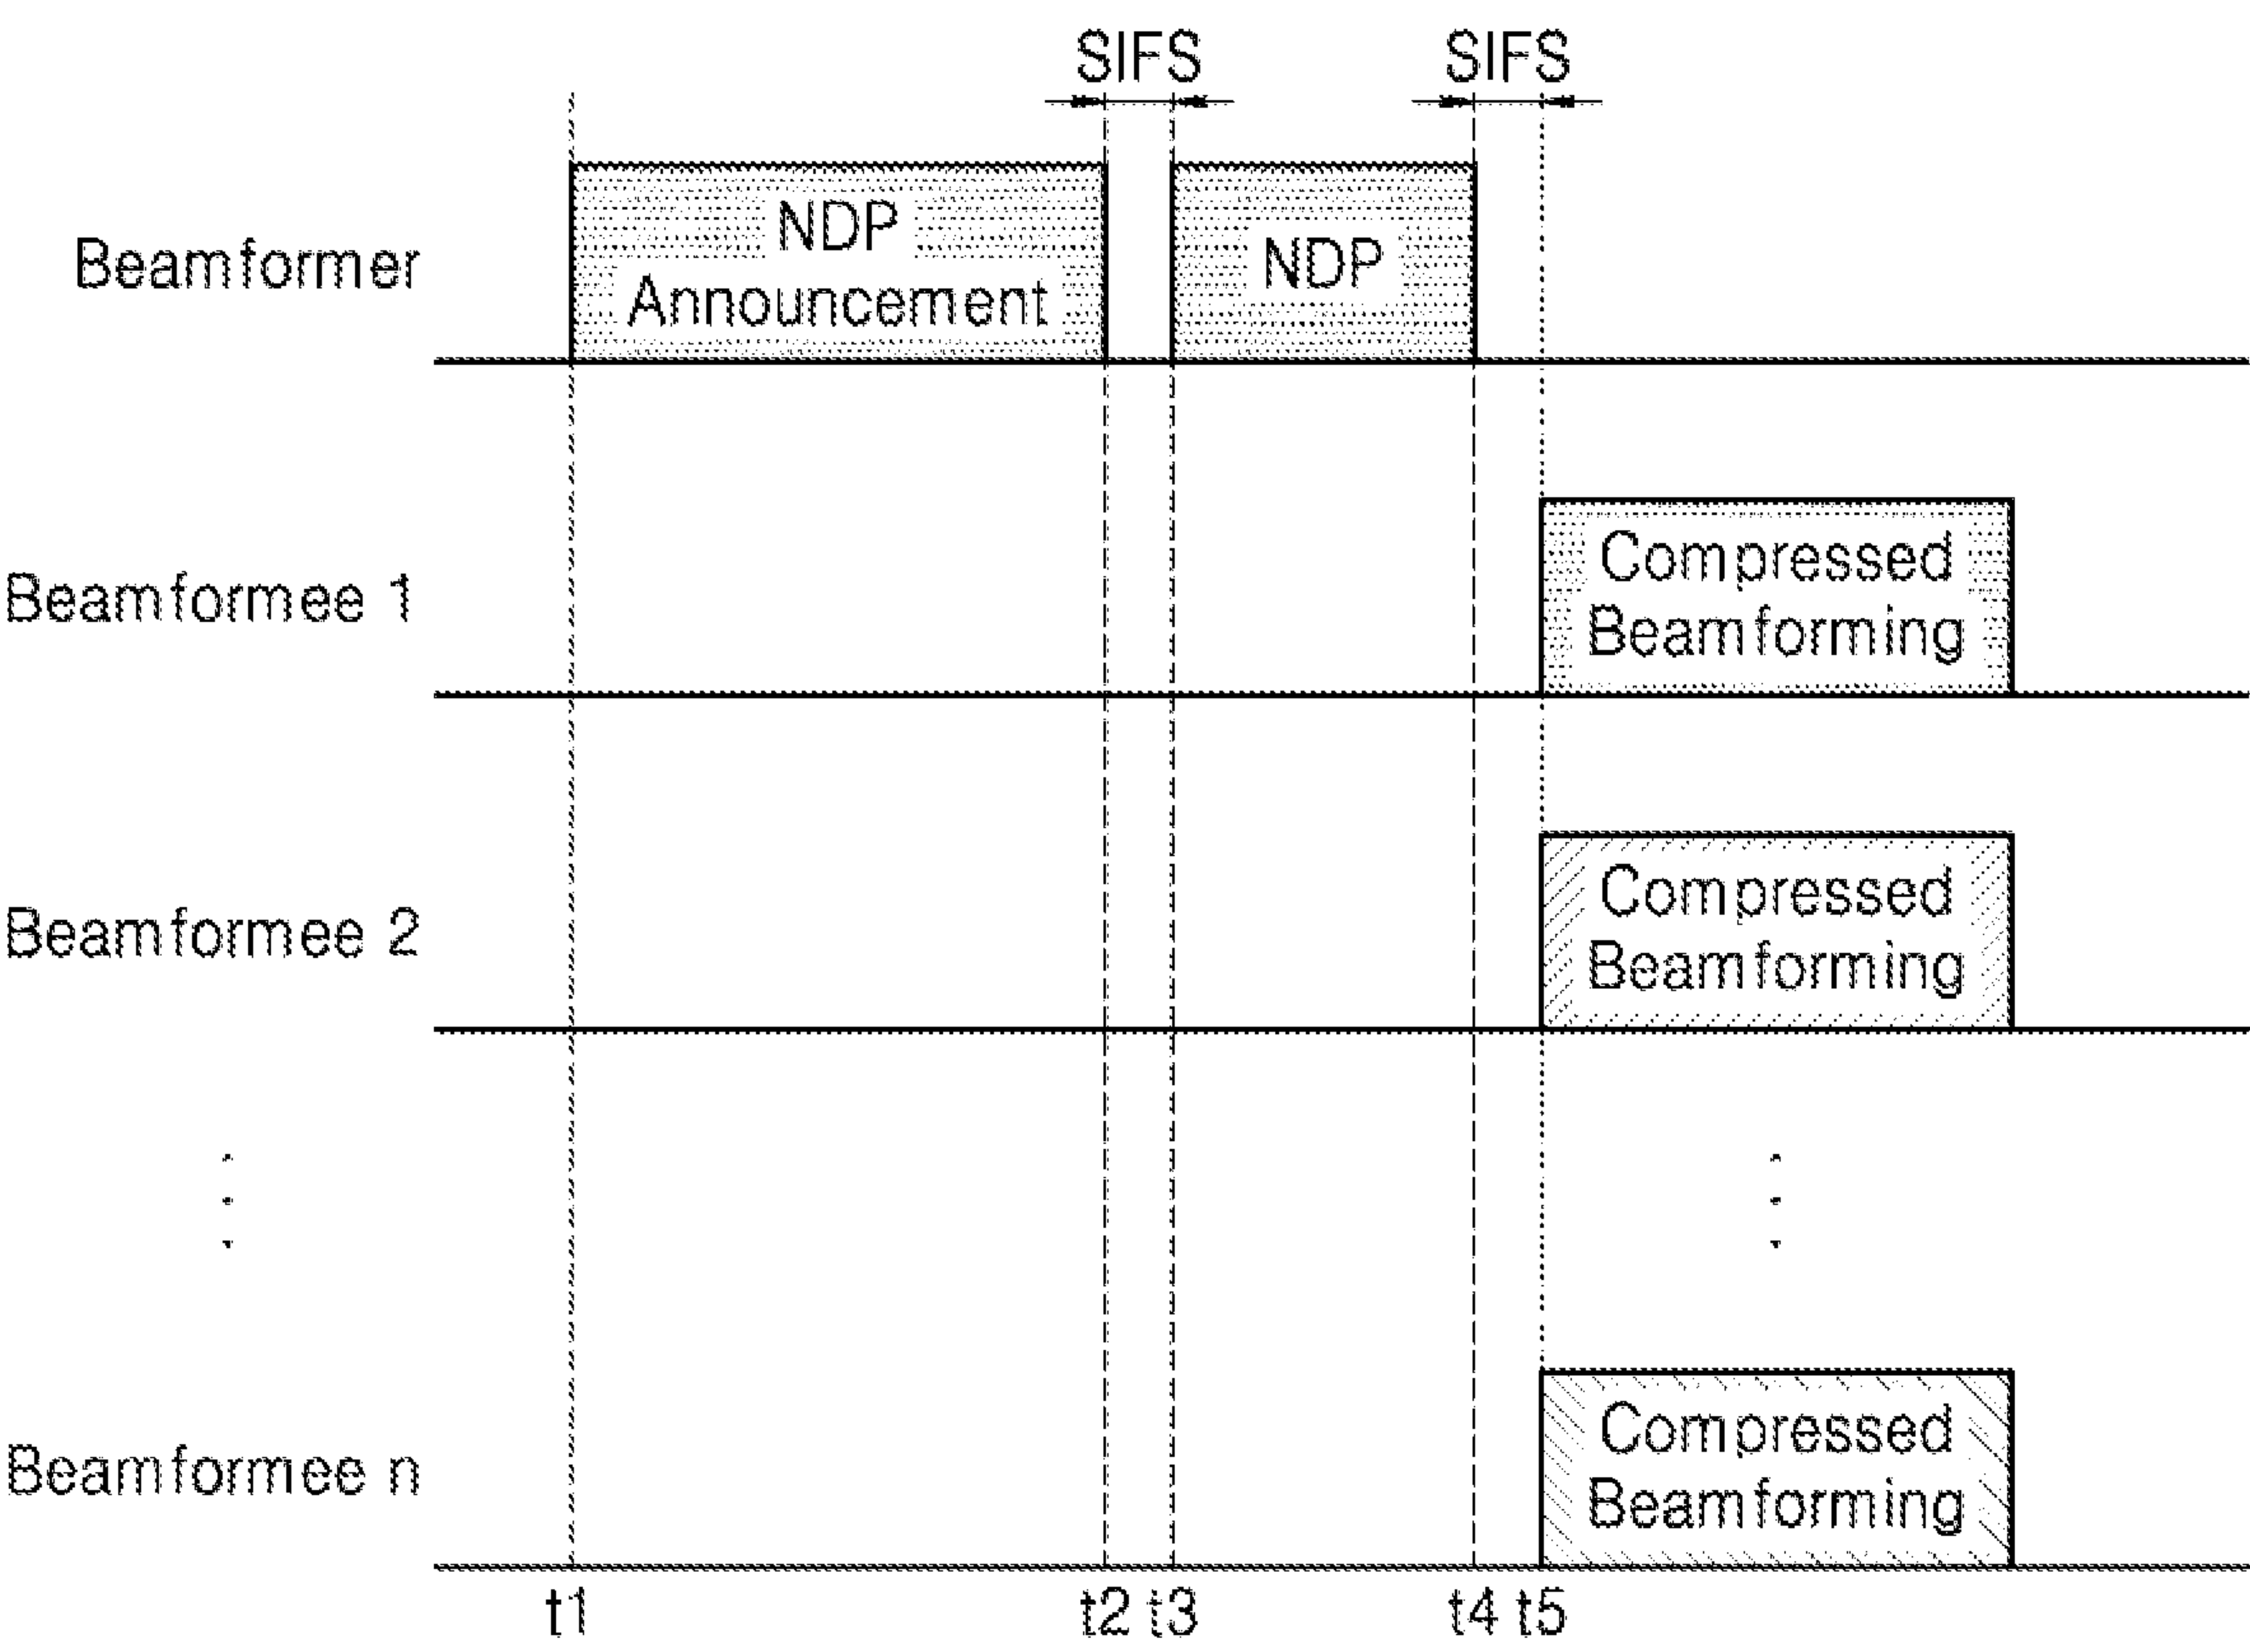 SIFS SIFS
Beamformer
NDP
Announcement
NDP
Beamformee 1
Compressed
Beamforming
Beamformee 2
Compressed
Beamforming
Beamformee n
Compressed
Beamforming
t1 t2 t3 t4 t5